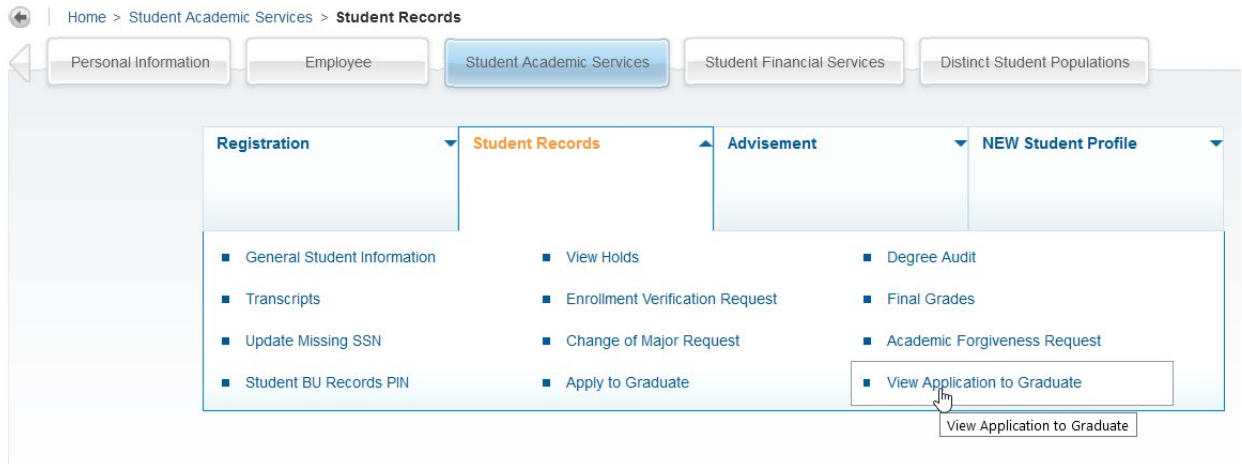 Home > Student Academic Services > Student Records
Personal Information Employee Student Academic Services Student Financial Services Distinct Student Populations
Registration Student Records Advisement NEW Student Profile
General Student Information View Holds Degree Audit
Transcripts Enrollment Verification Request Final Grades
Update Missing SSN Change of Major Request Academic Forgiveness Request
Student BU Records PIN Apply to Graduate View Application to Graduate
View Application to Graduate